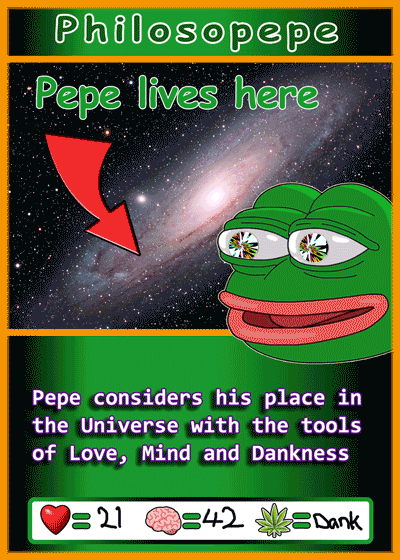 Philosopepe
Pepe lives here
Pepe considers his place in
the Universe with the tools
of Love, Mind and Dankness
= 21 = 42 = Dank